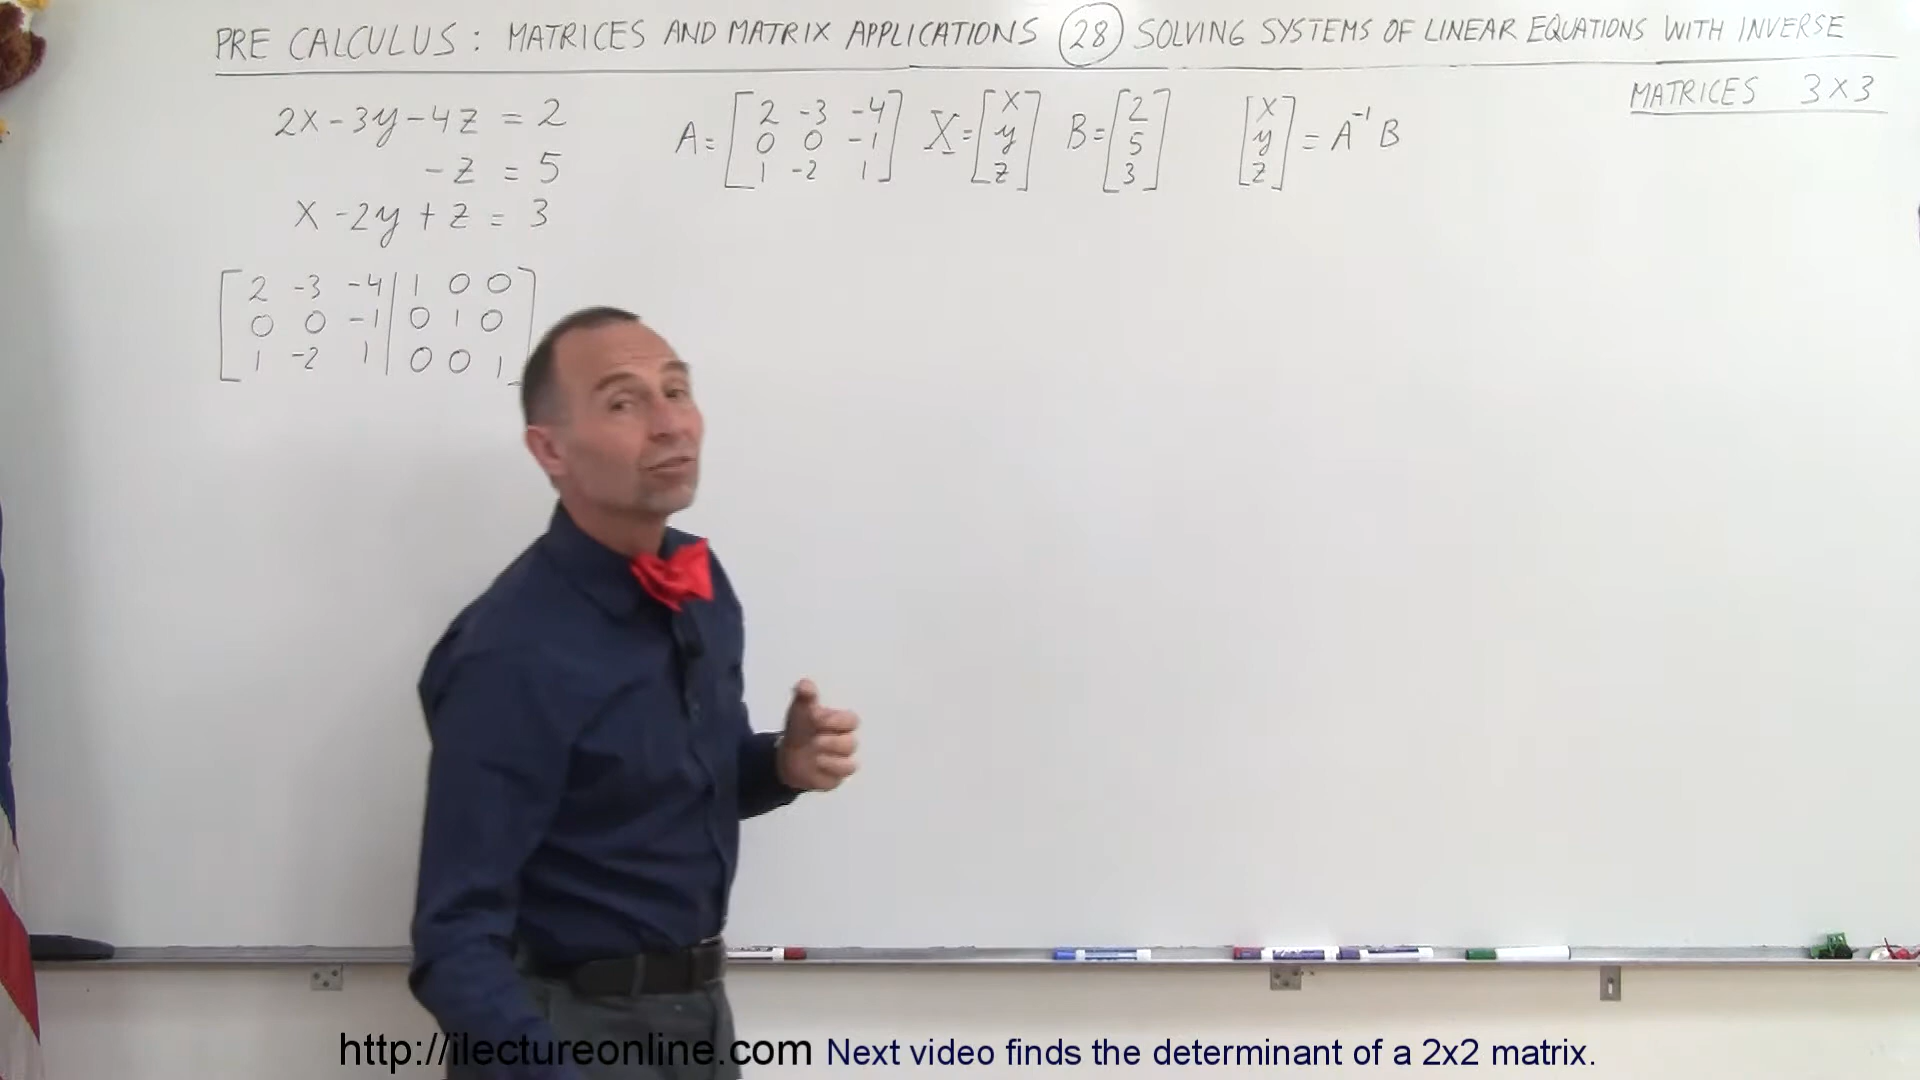 PRE CALCULUS: MATRICES AND MATRIX APPLICATIONS (28) SOLVING SYSTEMS OF LINEAR EQUATIONS WITH INVERSE
MATRICES 3X3
2x-3y-4z = 2
-z = 5
x-2y+z = 3
A= [2 -3 -4
0 0 -1
1 -2 1]
X= [x
y
z]
B= [2
5
3]
[x
y
z] = A⁻¹B
[2 -3 -4 | 1 0 0
0 0 -1 | 0 1 0
1 -2 1 | 0 0 1]
http://ilectureonline.com Next video finds the determinant of a 2x2 matrix.